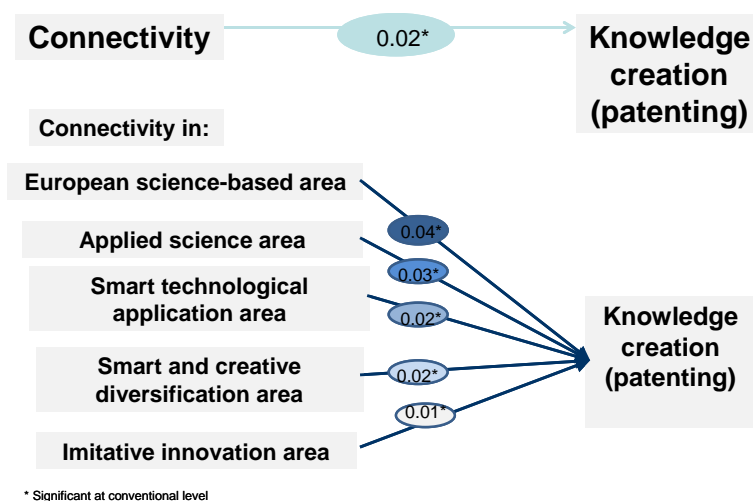 Connectivity
0.02*
Knowledge
creation
(patenting)
Connectivity in:
European science-based area
0.04*
Applied science area
0.03*
Smart technological
application area
0.02*
Knowledge
creation
(patenting)
Smart and creative
diversification area
0.02*
0.01*
Imitative innovation area
* Significant at conventional level